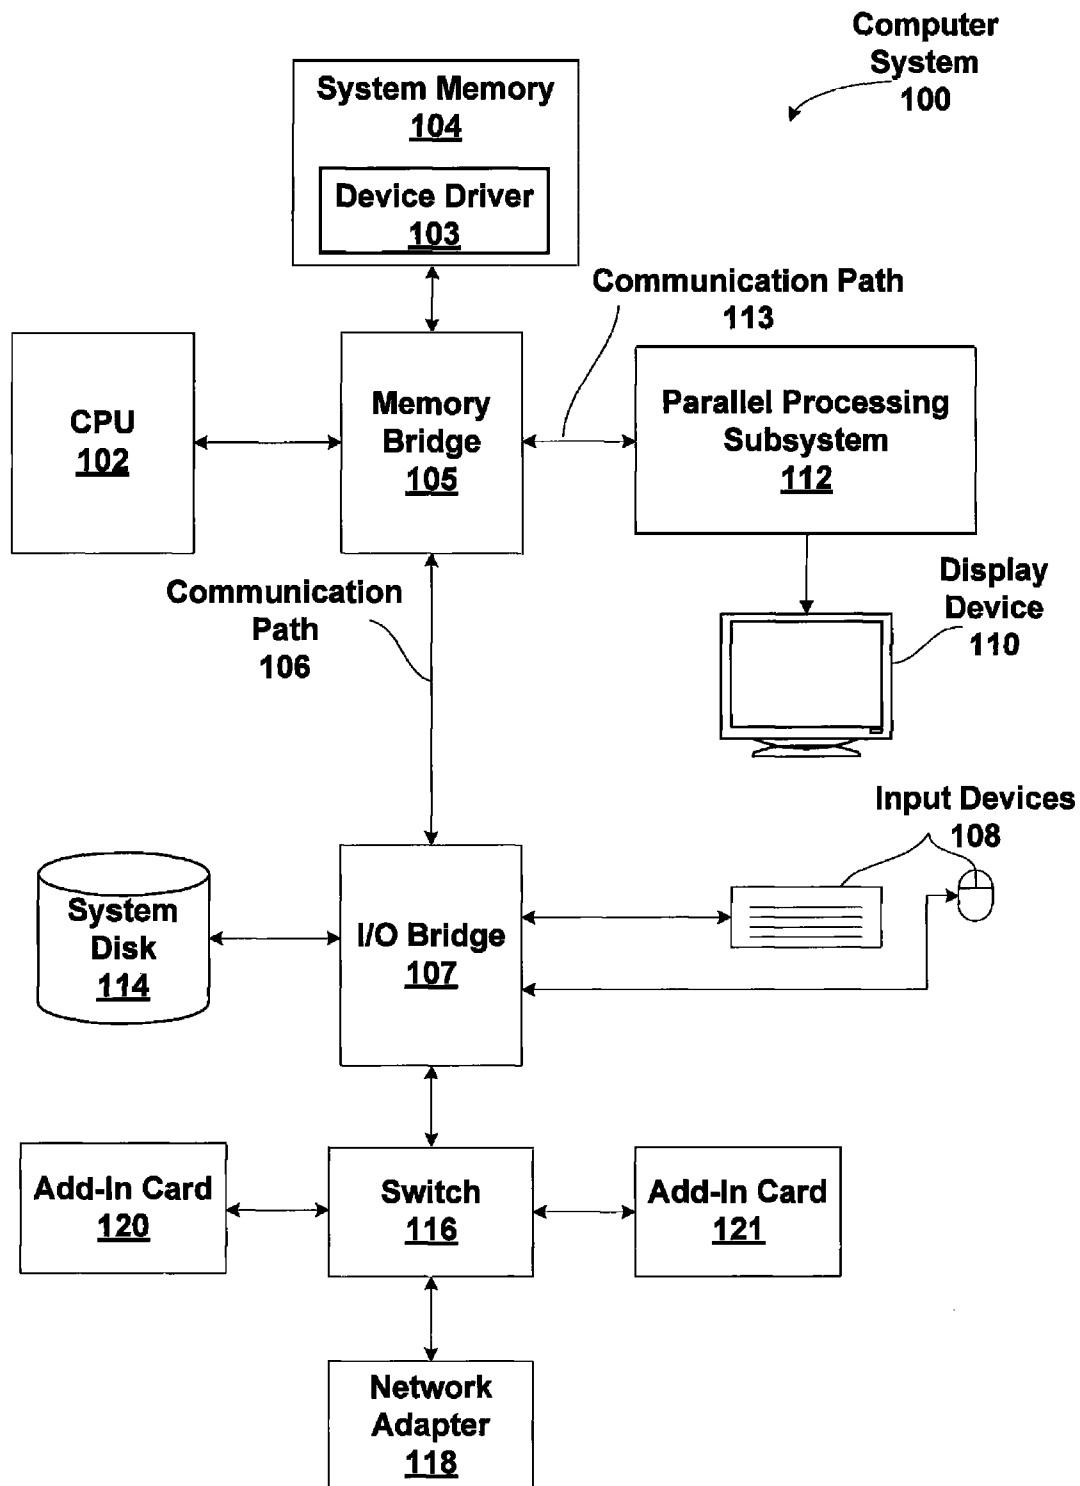 Computer
System
100
System Memory
104
Device Driver
103
Communication Path
113
CPU
102
Memory
Bridge
105
Parallel Processing
Subsystem
112
Communication
Path
106
Display
Device
110
Input Devices
108
System
Disk
114
I/O Bridge
107
Add-In Card
120
Switch
116
Add-In Card
121
Network
Adapter
118